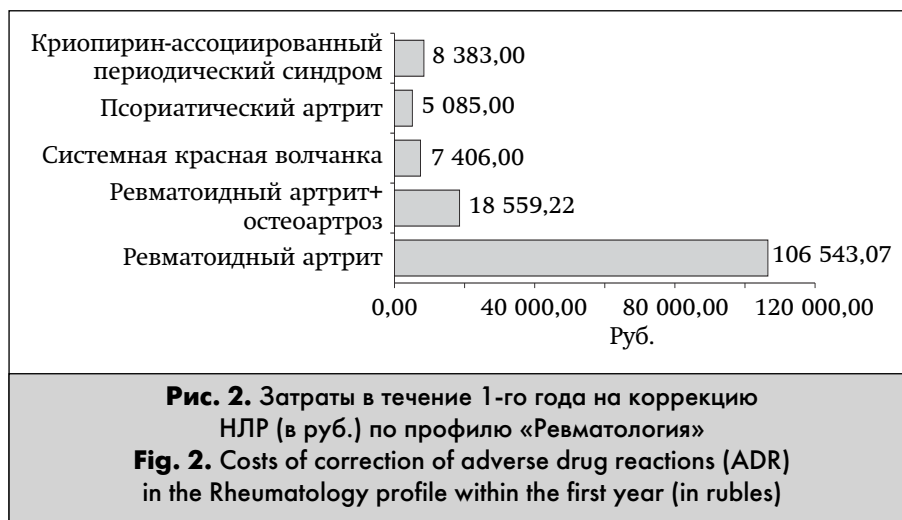 Криопирин-ассоциированный
периодический синдром
8 383,00
Псориатический артрит
5 085,00
Системная красная волчанка
7 406,00
Ревматоидный артрит+
остеоартроз
18 559,22
Ревматоидный артрит
106 543,07
0,00 40 000,00 80 000,00 120 000,00
Руб.
Рис. 2. Затраты в течение 1-го года на коррекцию
НЛР (в руб.) по профилю «Ревматология»
Fig. 2. Costs of correction of adverse drug reactions (ADR)
in the Rheumatology profile within the first year (in rubles)